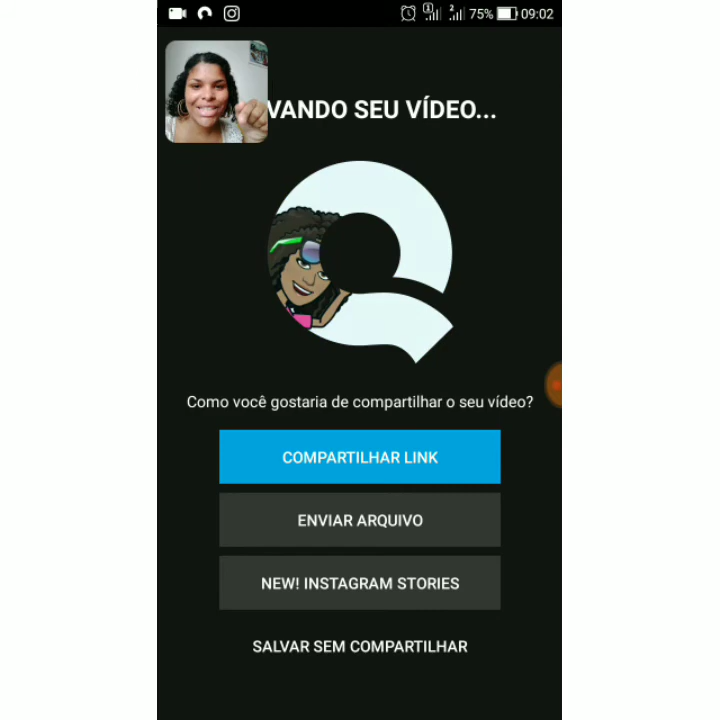 75% 09:02
VANDO SEU VÍDEO...
Como você gostaria de compartilhar o seu vídeo?
COMPARTILHAR LINK
ENVIAR ARQUIVO
NEW! INSTAGRAM STORIES
SALVAR SEM COMPARTILHAR